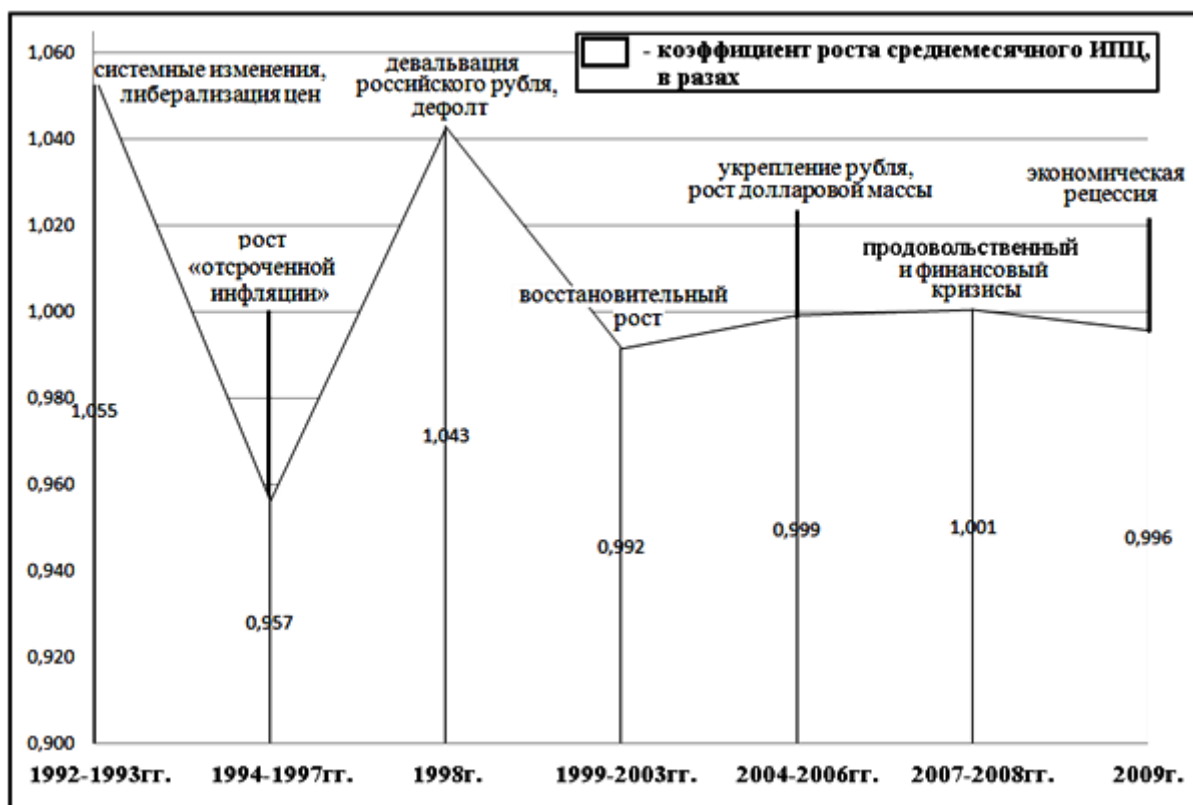 1,060
1,040
1,020
1,000
0,980
0,960
0,940
0,920
0,900
- коэффициент роста среднемесячного ИПЦ,
в разах
системные изменения,
либерализация цен
девальвация
российского рубля,
дефолт
рост
«отсроченной
инфляции»
восстановительный
рост
укрепление рубля,
рост долларовой массы
продовольственный
и финансовый
кризисы
экономическая
рецессия
1,055
0,957
1,043
0,992
0,999
1,001
0,996
1992-1993гг.
1994-1997гг.
1998г.
1999-2003гг.
2004-2006гг.
2007-2008гг.
2009г.